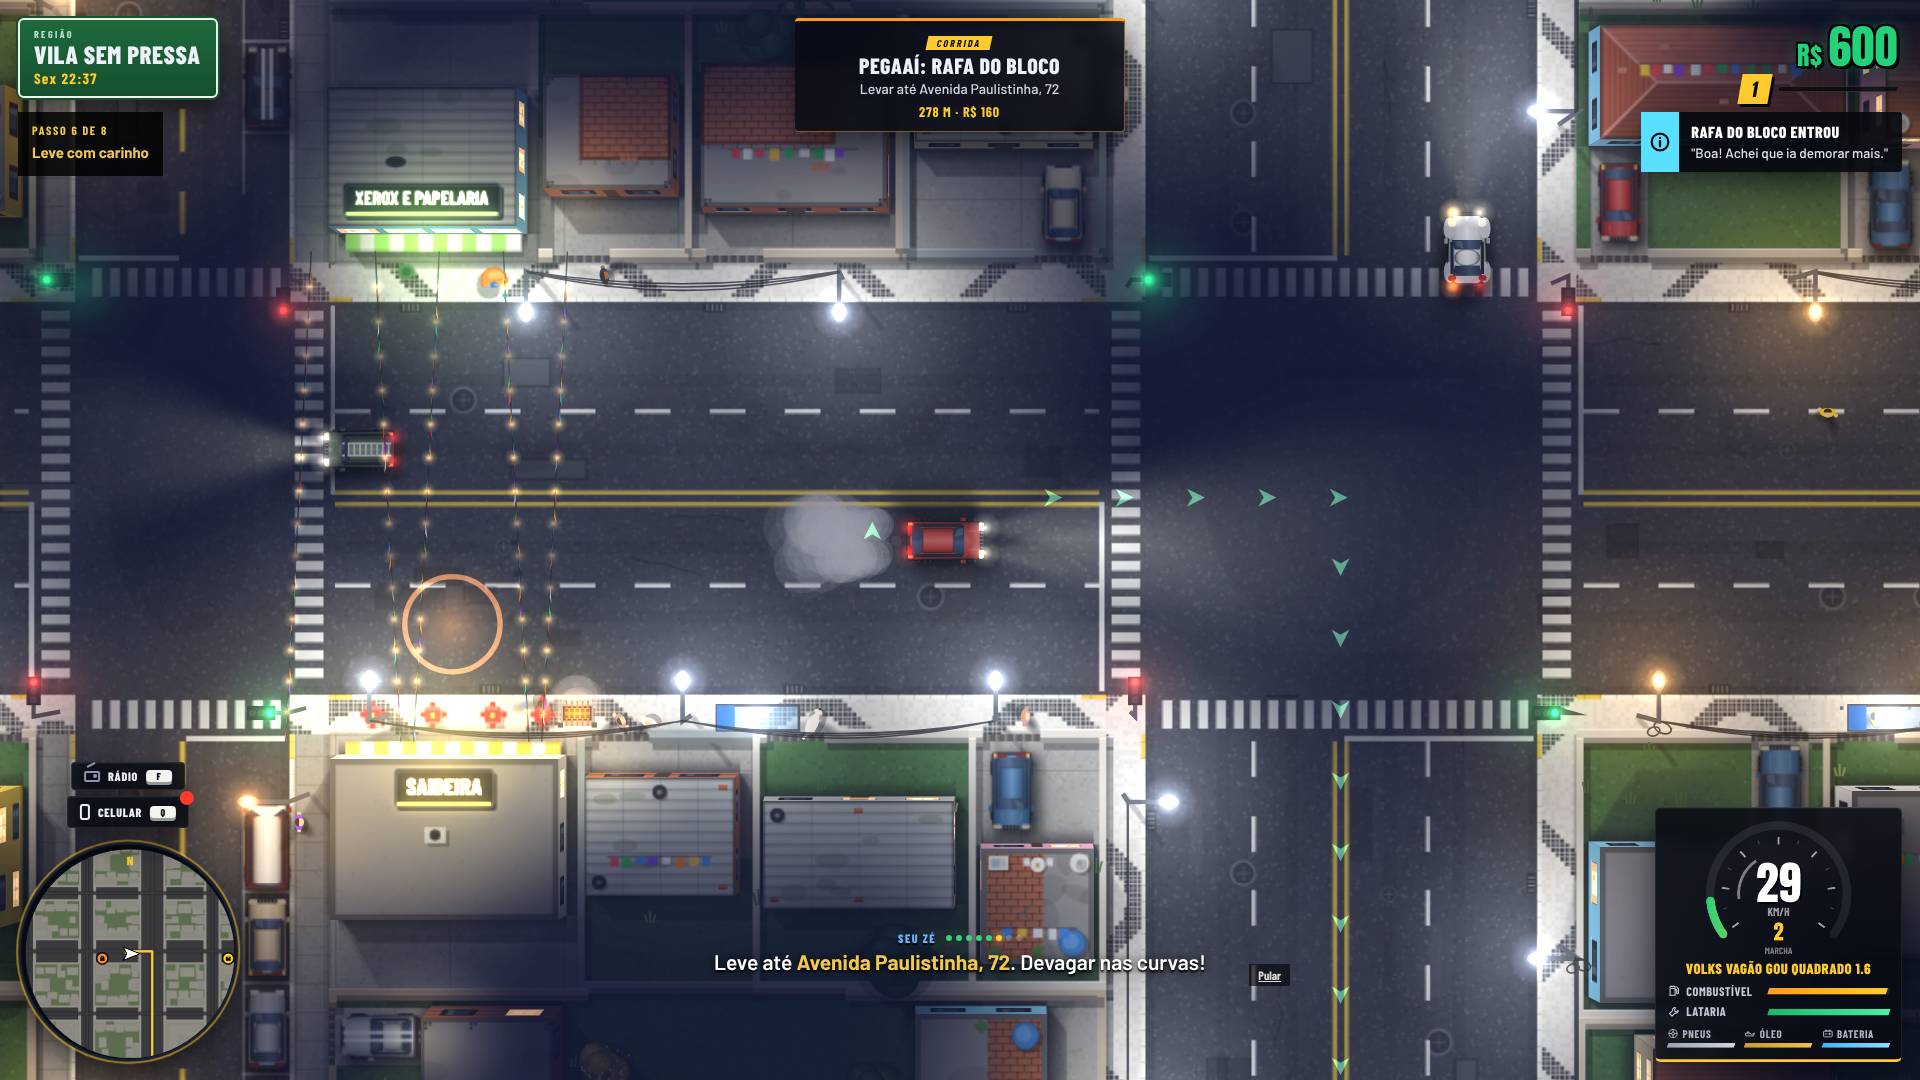 REGIÃO
VILA SEM PRESSA
Sex 22:37
PASSO 6 DE 8
Leve com carinho
CORRIDA
PEGAAÍ: RAFA DO BLOCO
Levar até Avenida Paulistinha, 72
278 M · R$ 160
R$ 600
1
RAFA DO BLOCO ENTROU
"Boa! Achei que ia demorar mais."
XEROX E PAPELARIA
SAIDEIRA
RÁDIO F
CELULAR Q
N
SEU ZÉ
Leve até Avenida Paulistinha, 72. Devagar nas curvas!
Pular
29
KM/H
2
MARCHA
VOLKS VAGÃO GOU QUADRADO 1.6
COMBUSTÍVEL
LATARIA
PNEUS
ÓLEO
BATERIA